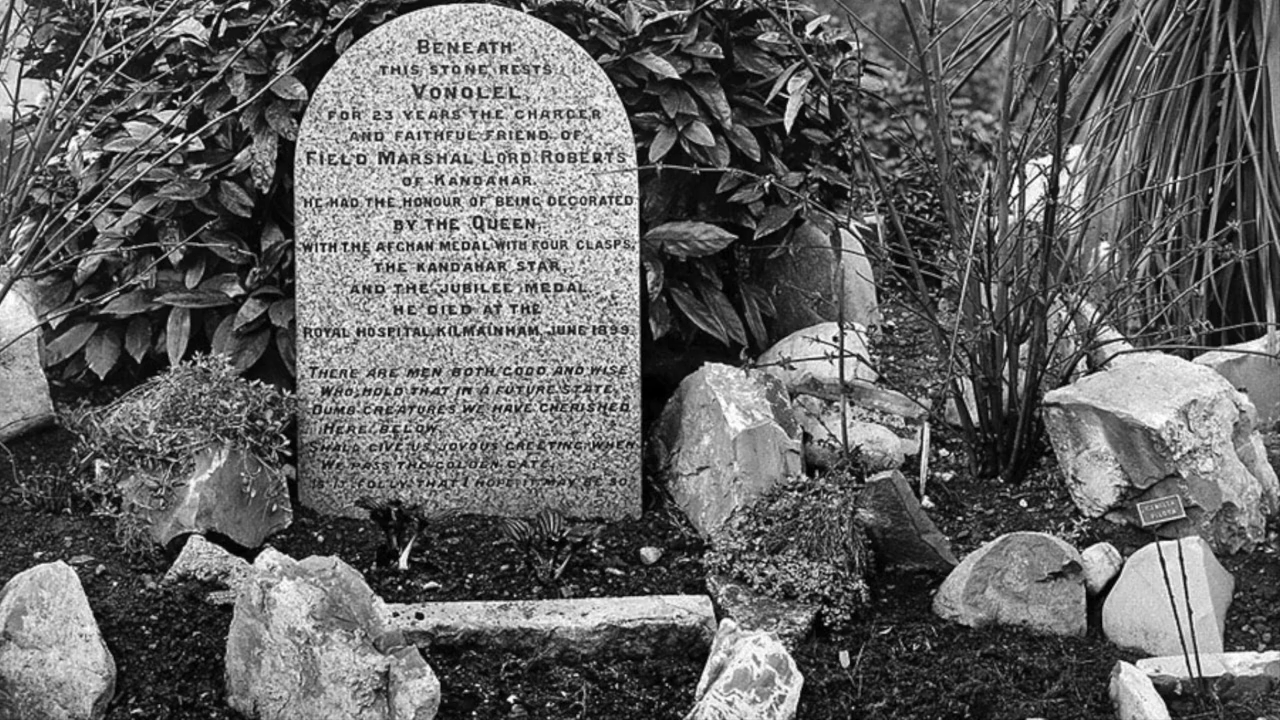 BENEATH
THIS STONE RESTS
VONOLEL,
FOR 23 YEARS THE CHARGER
AND FAITHFUL FRIEND OF
FIELD MARSHAL LORD ROBERTS
OF KANDAHAR.
HE HAD THE HONOUR OF BEING DECORATED
BY THE QUEEN,
WITH THE AFGHAN MEDAL WITH FOUR CLASPS,
THE KANDAHAR STAR,
AND THE JUBILEE MEDAL.
HE DIED AT THE
ROYAL HOSPITAL, KILMAINHAM, JUNE 1899.
THERE ARE MEN BOTH GOOD AND WISE
WHO HOLD THAT IN A FUTURE STATE,
DUMB CREATURES WE HAVE CHERISHED
HERE BELOW,
SHALL GIVE US JOYOUS GREETING WHEN
WE PASS THE GOLDEN GATE.
IS IT FOLLY THAT I HOPE IT MAY BE SO